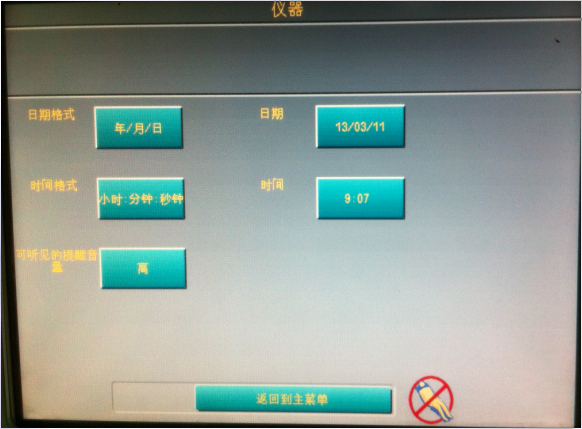 仪器
日期格式
年/月/日
日期
13/03/11
时间格式
小时:分钟:秒钟
时间
9:07
可听见的提醒音
量
高
返回到主菜单